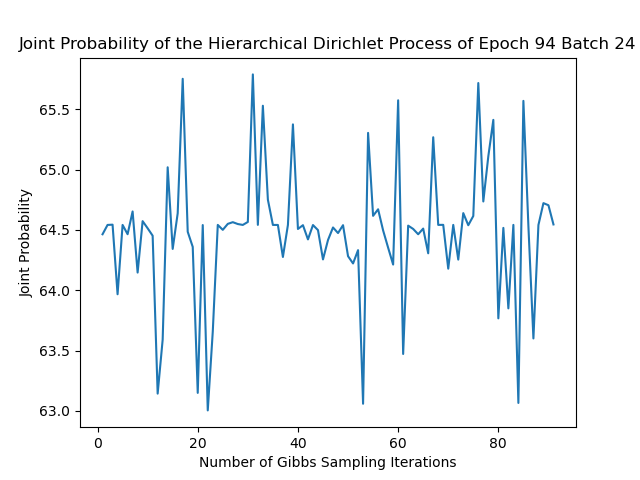 Joint Probability of the Hierarchical Dirichlet Process of Epoch 94 Batch 24
65.5
65.0
64.5
64.0
63.5
63.0
Joint Probability
0 20 40 60 80
Number of Gibbs Sampling Iterations